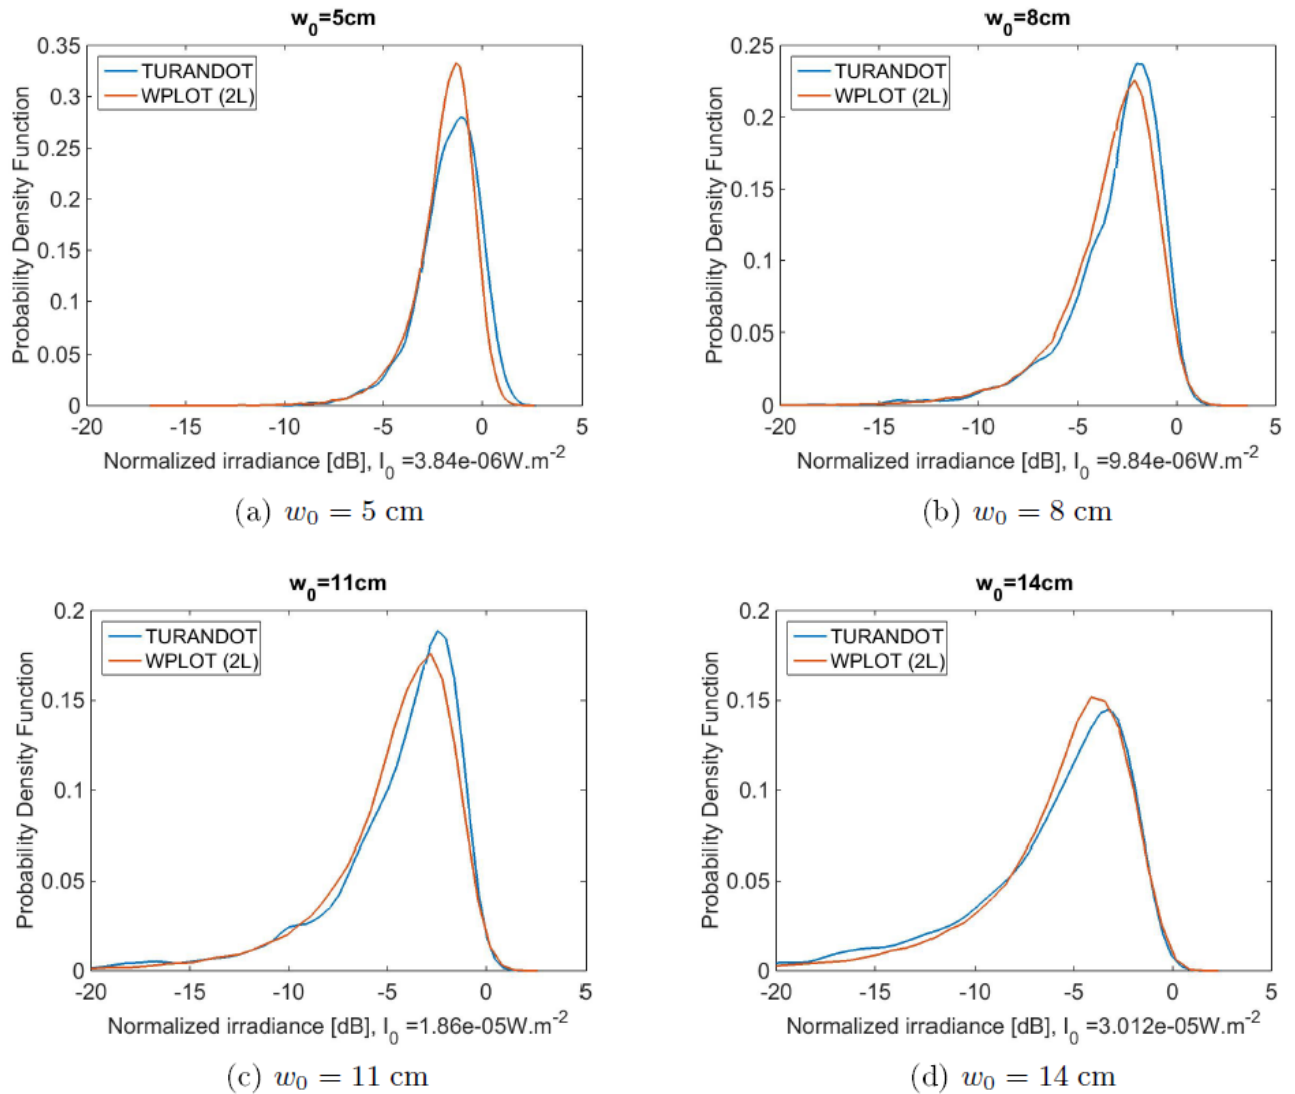 w0=5cm
0.35
0.3
0.25
0.2
0.15
0.1
0.05
0
TURANDOT
WPLOT (2L)
Probability Density Function
-20 -15 -10 -5 0 5
Normalized irradiance [dB], I0 =3.84e-06W.m-2
(a) w0 = 5 cm
w0=8cm
0.25
0.2
0.15
0.1
0.05
0
TURANDOT
WPLOT (2L)
Probability Density Function
-20 -15 -10 -5 0 5
Normalized irradiance [dB], I0 =9.84e-06W.m-2
(b) w0 = 8 cm
w0=11cm
0.2
0.15
0.1
0.05
0
TURANDOT
WPLOT (2L)
Probability Density Function
-20 -15 -10 -5 0 5
Normalized irradiance [dB], I0 =1.86e-05W.m-2
(c) w0 = 11 cm
w0=14cm
0.2
0.15
0.1
0.05
0
TURANDOT
WPLOT (2L)
Probability Density Function
-20 -15 -10 -5 0 5
Normalized irradiance [dB], I0 =3.012e-05W.m-2
(d) w0 = 14 cm